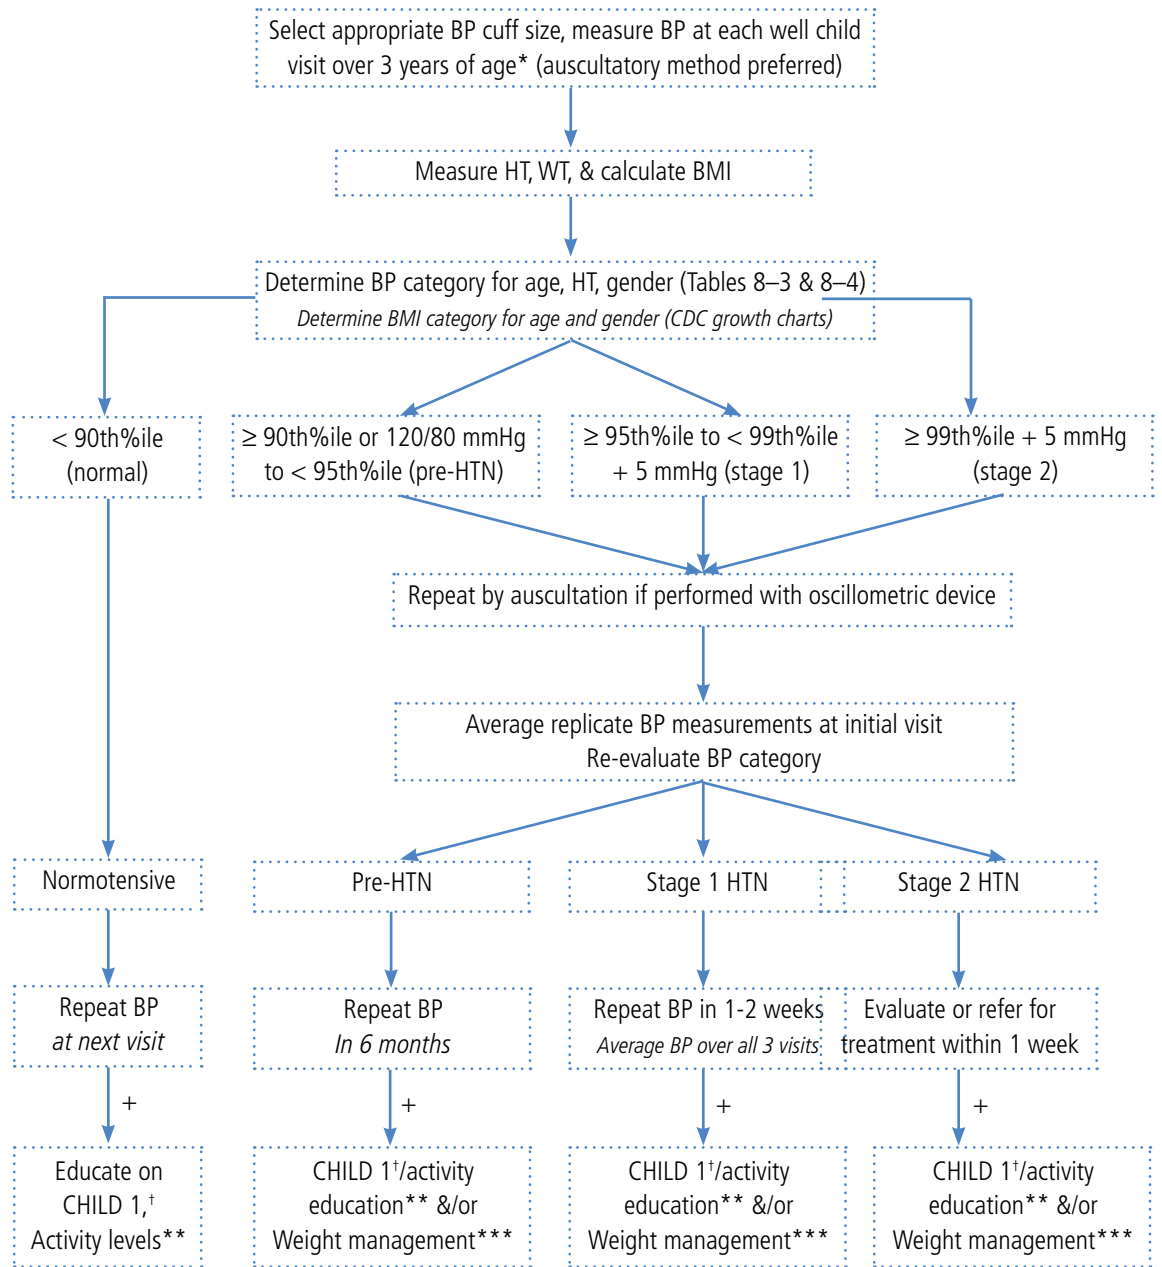 Select appropriate BP cuff size, measure BP at each well child
visit over 3 years of age* (auscultatory method preferred)
Measure HT, WT, & calculate BMI
Determine BP category for age, HT, gender (Tables 8–3 & 8–4)
Determine BMI category for age and gender (CDC growth charts)
< 90th%ile
(normal)
≥ 90th%ile or 120/80 mmHg
to < 95th%ile (pre-HTN)
≥ 95th%ile to < 99th%ile
+ 5 mmHg (stage 1)
≥ 99th%ile + 5 mmHg
(stage 2)
Repeat by auscultation if performed with oscillometric device
Average replicate BP measurements at initial visit
Re-evaluate BP category
Normotensive
Pre-HTN
Stage 1 HTN
Stage 2 HTN
Repeat BP
at next visit
Repeat BP
In 6 months
Repeat BP in 1-2 weeks
Average BP over all 3 visits
Evaluate or refer for
treatment within 1 week
+
+
+
+
Educate on
CHILD 1,†
Activity levels**
CHILD 1†/activity
education** &/or
Weight management***
CHILD 1†/activity
education** &/or
Weight management***
CHILD 1†/activity
education** &/or
Weight management***